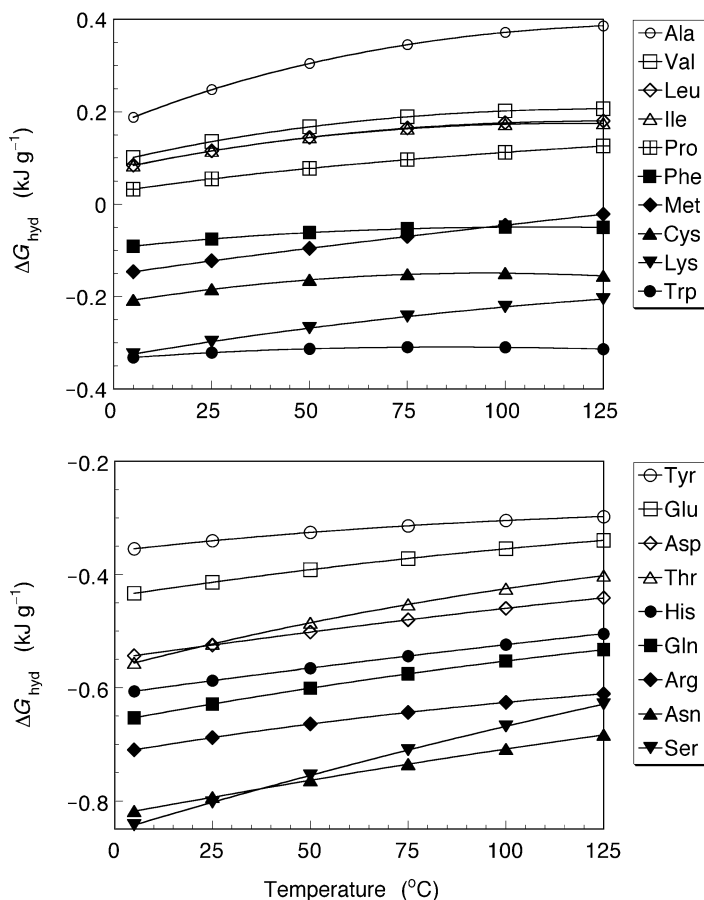 0.4
0.2
0
−0.2
−0.4
ΔG_hyd (kJ g⁻¹)
0
25
50
75
100
125
Ala
Val
Leu
Ile
Pro
Phe
Met
Cys
Lys
Trp
−0.2
−0.4
−0.6
−0.8
ΔG_hyd (kJ g⁻¹)
0
25
50
75
100
125
Temperature (°C)
Tyr
Glu
Asp
Thr
His
Gln
Arg
Asn
Ser